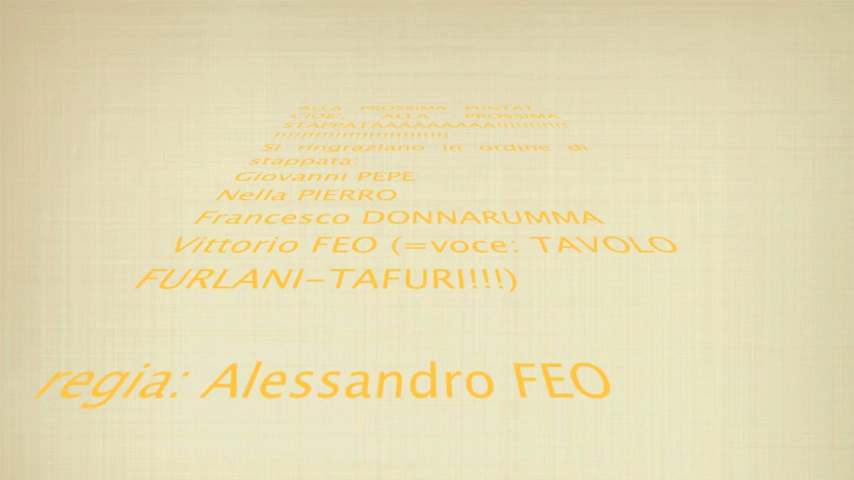 ALLA PROSSIMA PUNTAT
CIOE', ALLA PROSSIMA
STAPPATAAAAAAAAAA!!!!!!!!!!!!
!!!!!!!!!!!!!!!!!!!!!!!!!!!!!
Si ringraziano in ordine di
stappata:
Giovanni PEPE
Nella PIERRO
Francesco DONNARUMMA
Vittorio FEO (=voce: TAVOLO
FURLANI-TAFURI!!!)
regia: Alessandro FEO